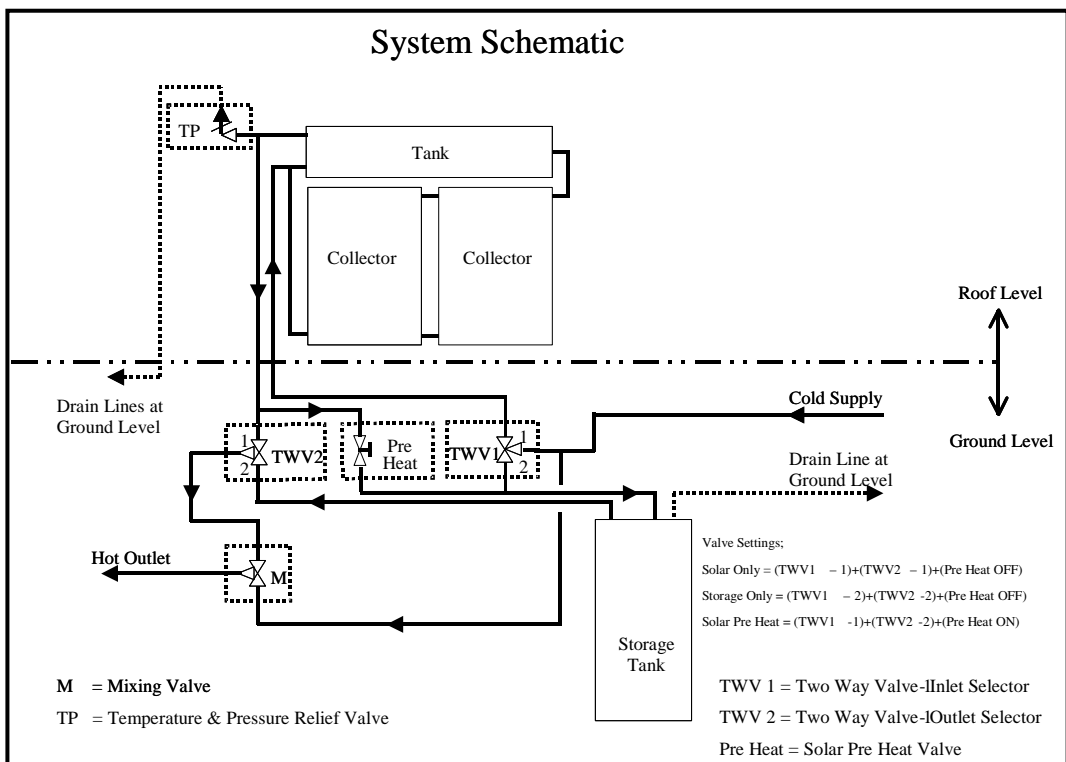 System Schematic
TP
Tank
Collector
Collector
Roof Level
Drain Lines at
Ground Level
Cold Supply
Ground Level
1
TWV2
2
Pre
Heat
1
TWV1
2
Drain Line at
Ground Level
Hot Outlet
M
Valve Settings;
Solar Only = (TWV1 – 1)+(TWV2 – 1)+(Pre Heat OFF)
Storage Only = (TWV1 – 2)+(TWV2 -2)+(Pre Heat OFF)
Solar Pre Heat = (TWV1 -1)+(TWV2 -2)+(Pre Heat ON)
Storage
Tank
M = Mixing Valve
TP = Temperature & Pressure Relief Valve
TWV 1 = Two Way Valve-1Inlet Selector
TWV 2 = Two Way Valve-1Outlet Selector
Pre Heat = Solar Pre Heat Valve